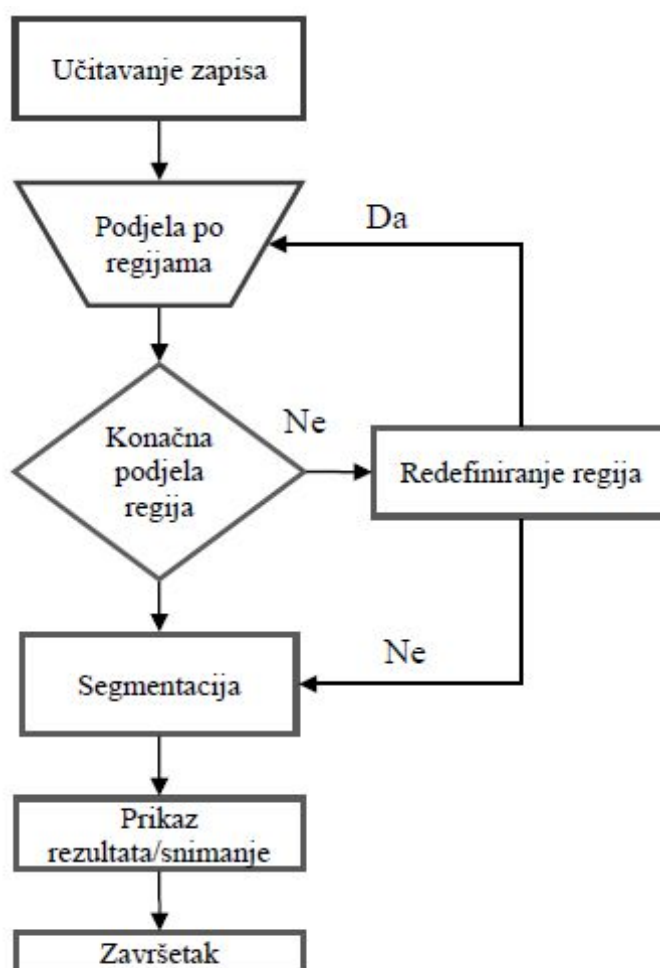 Učitavanje zapisa
Podjela po
regijama
Da
Konačna
podjela
regija
Ne
Redefiniranje regija
Ne
Segmentacija
Prikaz
rezultata/snimanje
Završetak